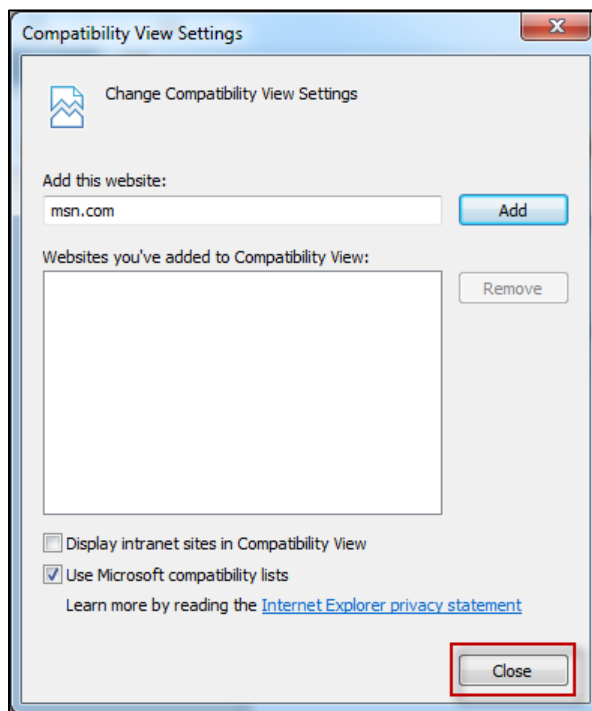 Compatibility View Settings
Change Compatibility View Settings
Add this website:
msn.com
Add
Websites you've added to Compatibility View:
Remove
Display intranet sites in Compatibility View
Use Microsoft compatibility lists
Learn more by reading the Internet Explorer privacy statement
Close